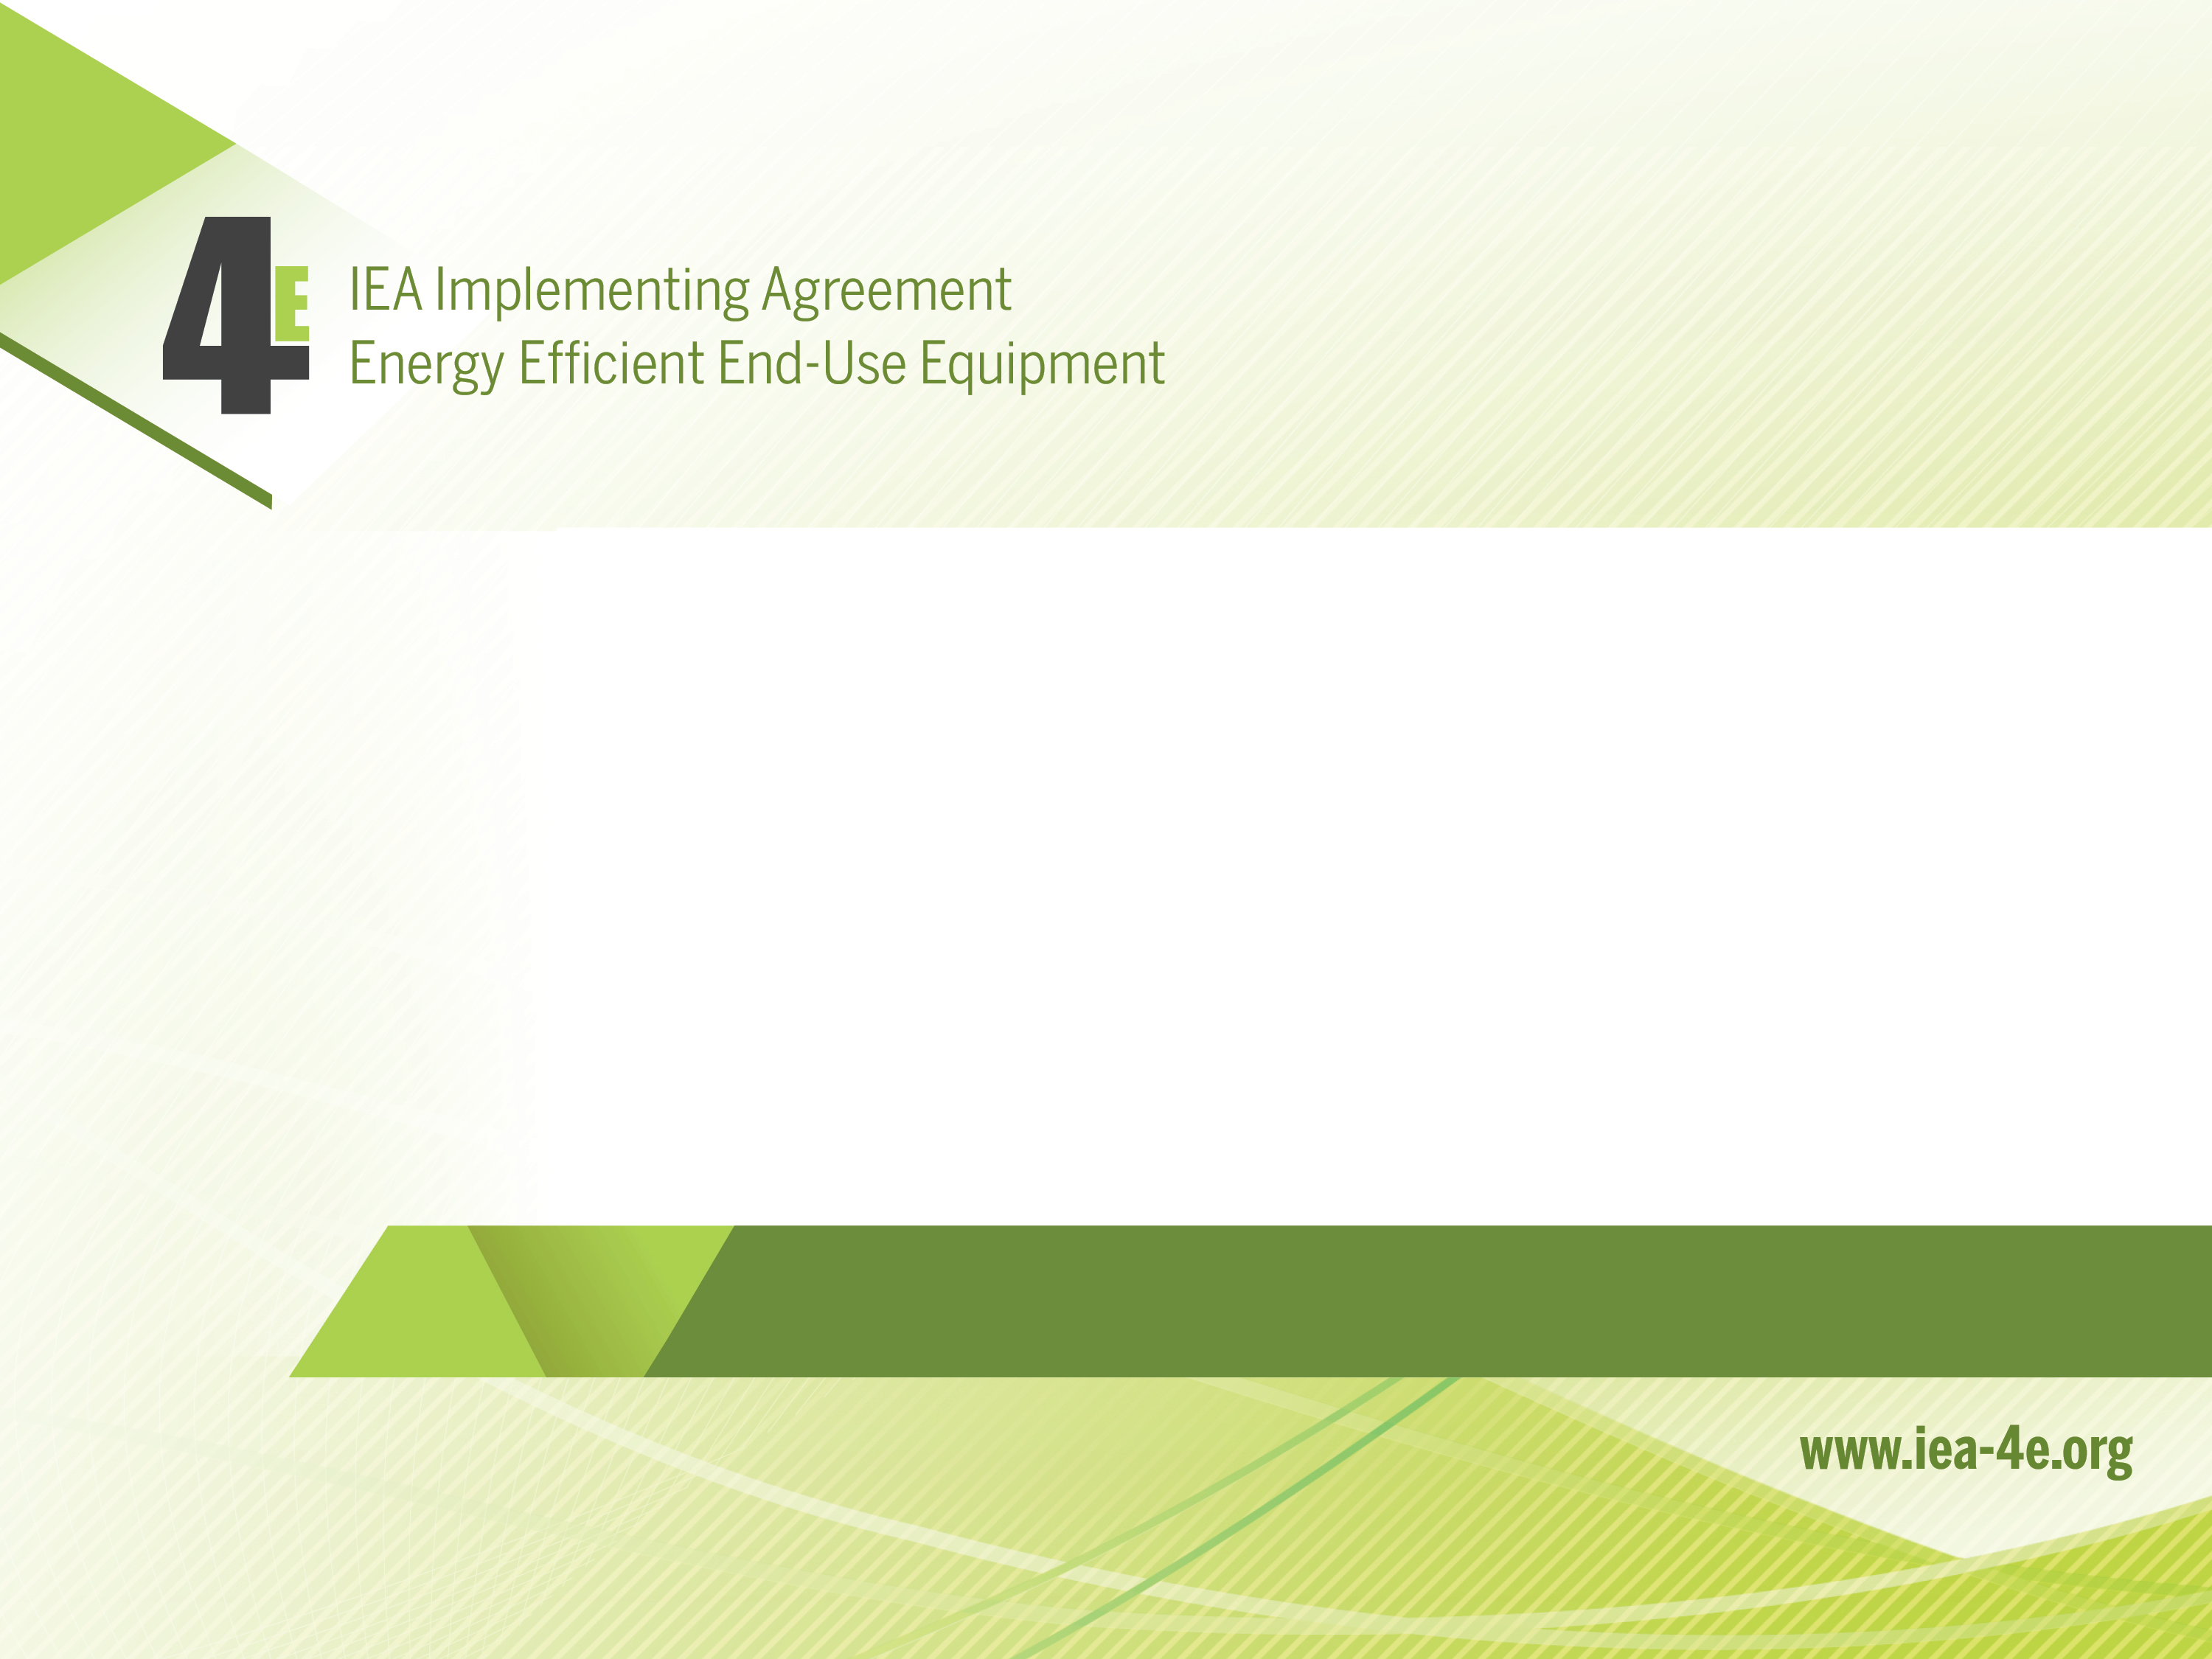 4E
IEA Implementing Agreement
Energy Efficient End-Use Equipment
www.iea-4e.org